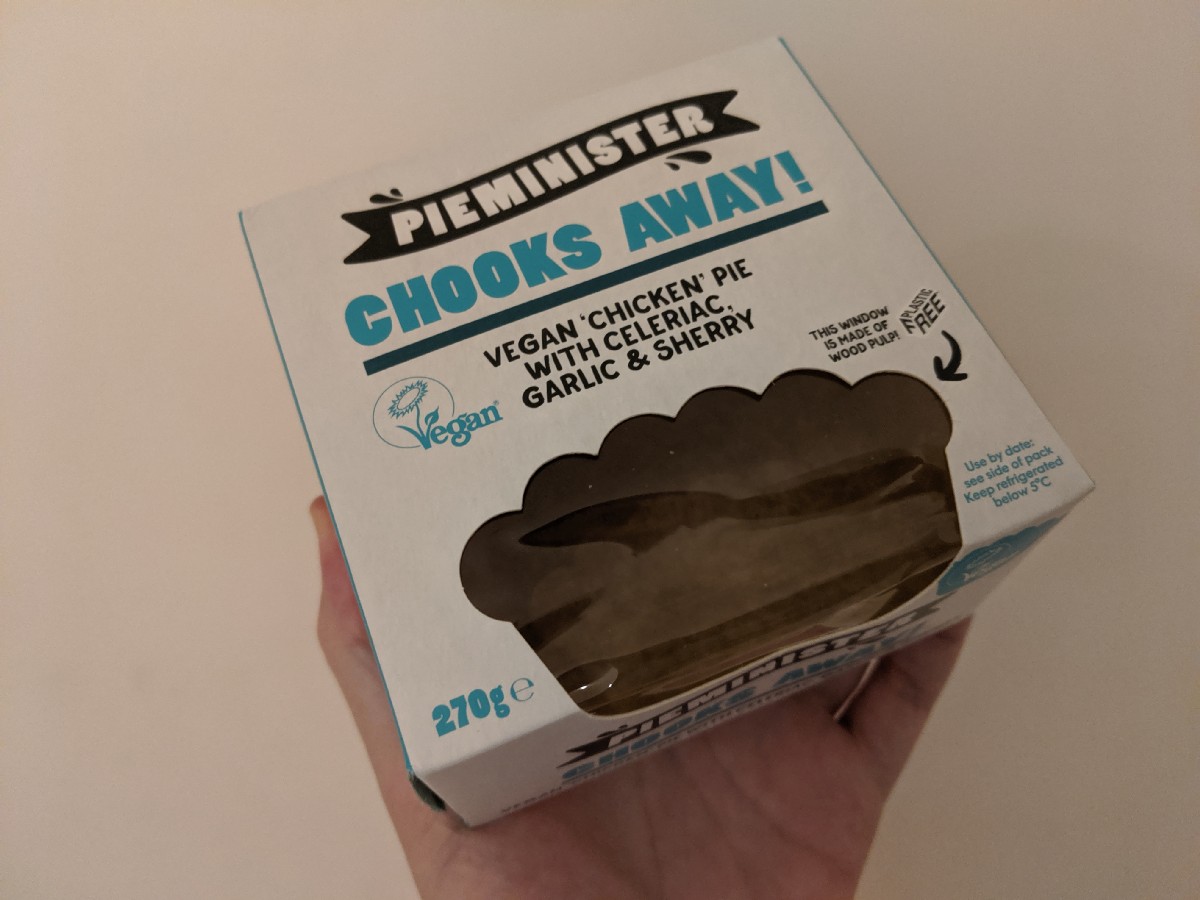 PIEMINISTER
CHOOKS AWAY!
VEGAN 'CHICKEN' PIE
WITH CELERIAC,
GARLIC & SHERRY
Vegan®
THIS WINDOW
IS MADE OF
WOOD PULP!
PLASTIC
FREE
Use by date:
see side of pack
Keep refrigerated
below 5°C
270g e
PIEMINISTER
CHOOKS AWAY!